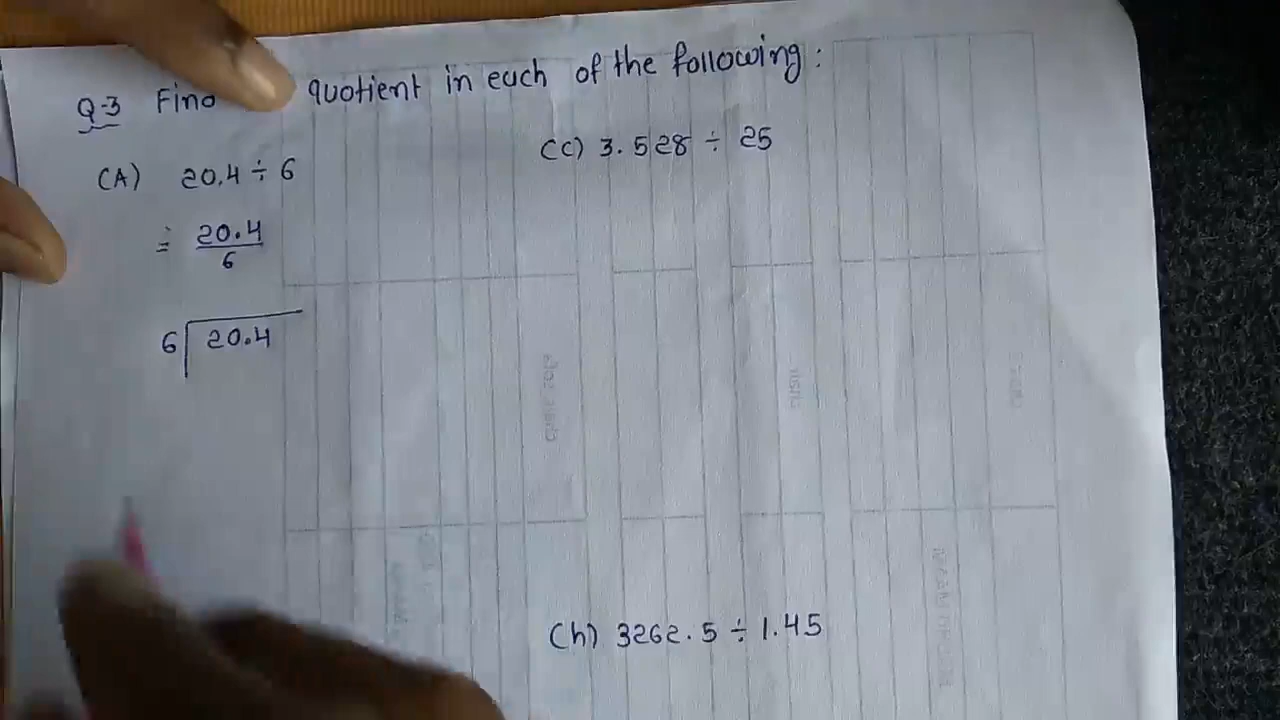 Q-3 Find quotient in each of the following :
(A) 20.4 ÷ 6
= 20.4
6
6 20.4
(C) 3.528 ÷ 25
(h) 3262.5 ÷ 1.45